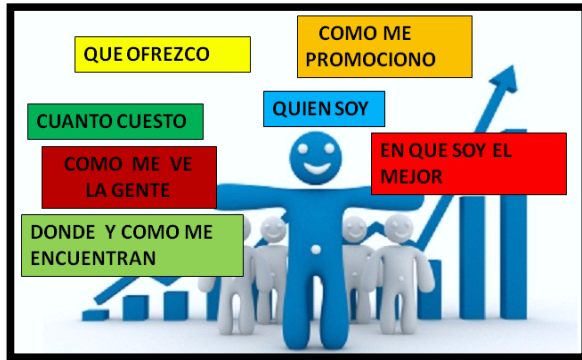 QUE OFREZCO
COMO ME
PROMOCIONO
CUANTO CUESTO
QUIEN SOY
COMO ME VE
LA GENTE
EN QUE SOY EL
MEJOR
DONDE Y COMO ME
ENCUENTRAN